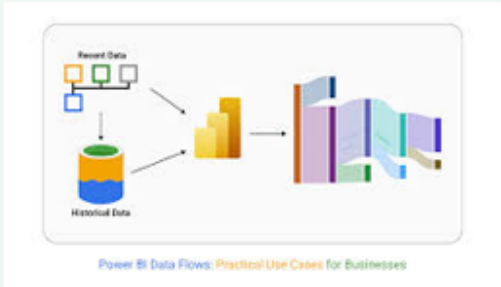 Recent Data
Historical Data
Power BI Data Flows: Practical Use Cases for Businesses